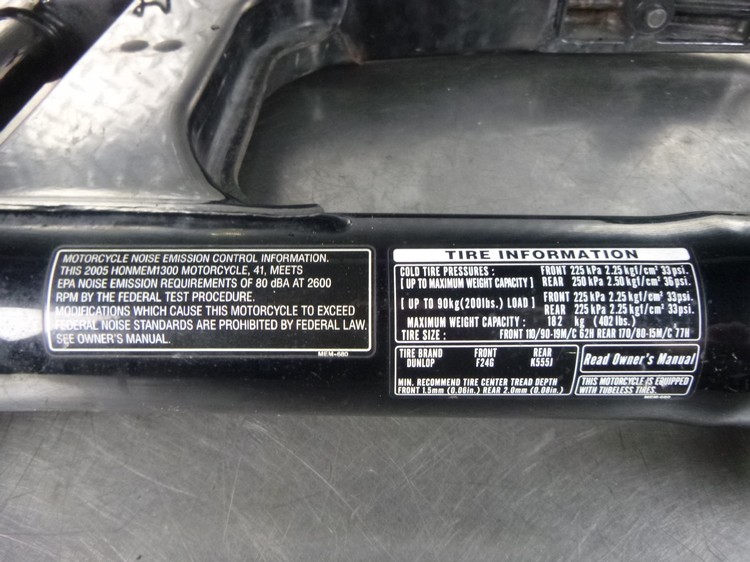 MOTORCYCLE NOISE EMISSION CONTROL INFORMATION.
THIS 2005 HONMEM1300 MOTORCYCLE, 41, MEETS
EPA NOISE EMISSION REQUIREMENTS OF 80 dBA AT 2600
RPM BY THE FEDERAL TEST PROCEDURE.
MODIFICATIONS WHICH CAUSE THIS MOTORCYCLE TO EXCEED
FEDERAL NOISE STANDARDS ARE PROHIBITED BY FEDERAL LAW.
SEE OWNER'S MANUAL.
MEM-680
TIRE INFORMATION
COLD TIRE PRESSURES : FRONT 225 kPa 2.25 kgf/cm² 33 psi.
[ UP TO MAXIMUM WEIGHT CAPACITY ] REAR 250 kPa 2.50 kgf/cm² 36 psi.
[ UP TO 90kg(200lbs.) LOAD ] FRONT 225 kPa 2.25 kgf/cm² 33psi.
REAR 225 kPa 2.25 kgf/cm² 33psi.
MAXIMUM WEIGHT CAPACITY : 182 kg (402 lbs.)
TIRE SIZE : FRONT 110/90-19M/C 62H REAR 170/80-15M/C 77H
TIRE BRAND FRONT REAR
DUNLOP F24G K555J
MIN. RECOMMEND TIRE CENTER TREAD DEPTH
FRONT 1.5mm (0.06in.) REAR 2.0mm (0.08in.)
Read Owner's Manual
THIS MOTORCYCLE IS EQUIPPED
WITH TUBELESS TIRES.